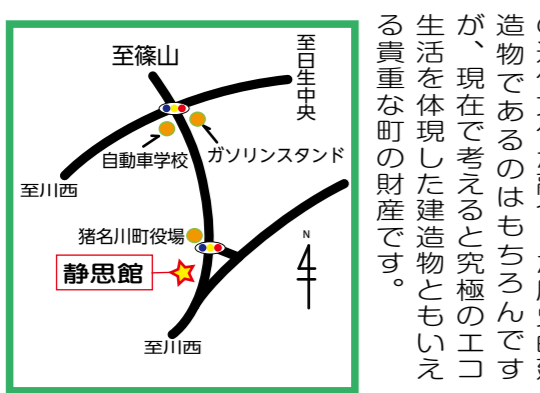 造物であるのはもちろんです
が、現在で考えると究極のエコ
生活を体現した建造物ともいえ
る貴重な町の財産です。
至篠山
至日生中央
自動車学校
ガソリンスタンド
至川西
猪名川町役場
静思館
N
至川西